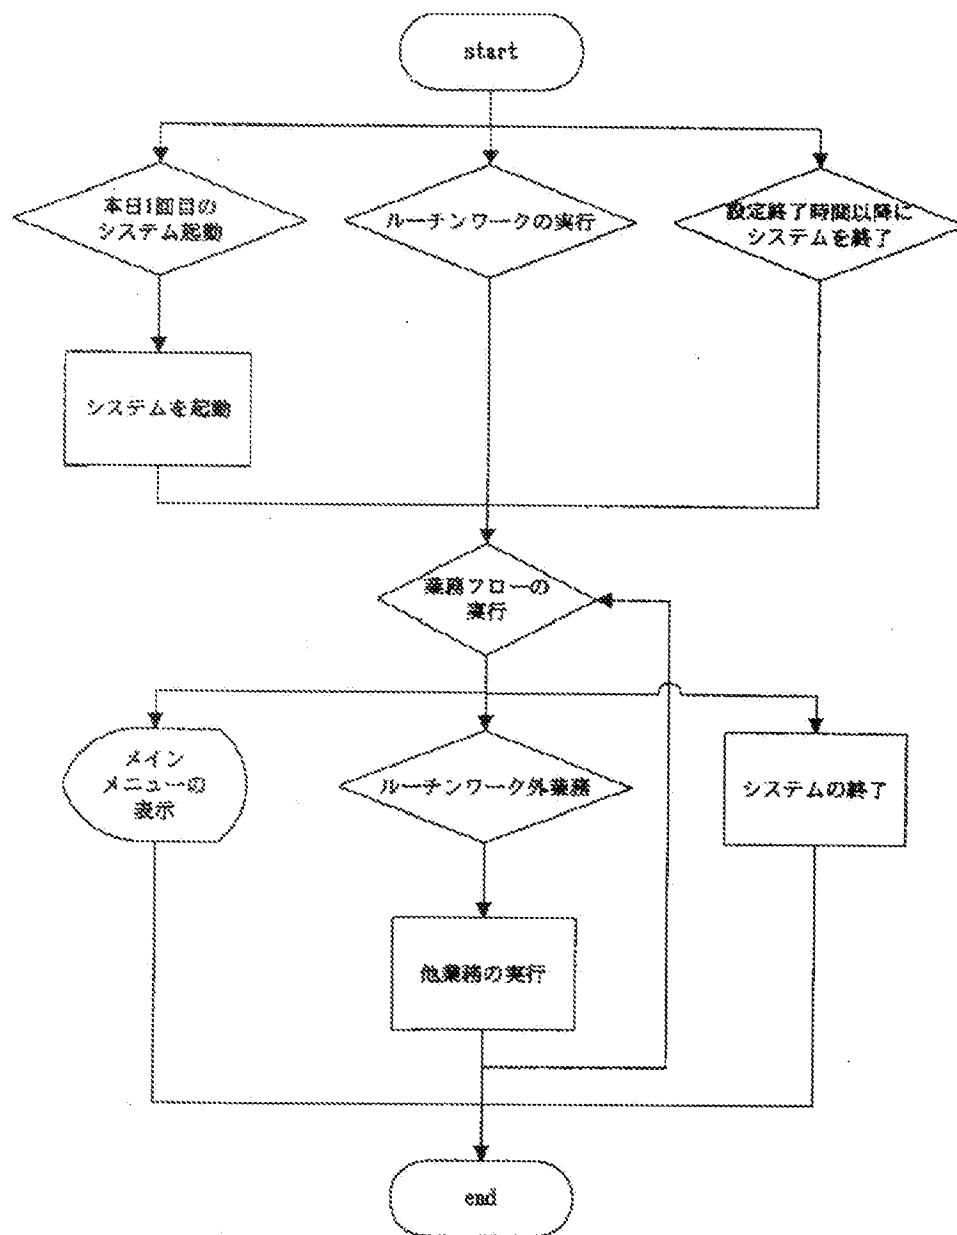 start
本日1回目の
システム起動
ルーチンワークの実行
設定終了時間以降に
システムを終了
システムを起動
業務フローの
実行
メイン
メニューの
表示
ルーチンワーク外業務
システムの終了
他業務の実行
end